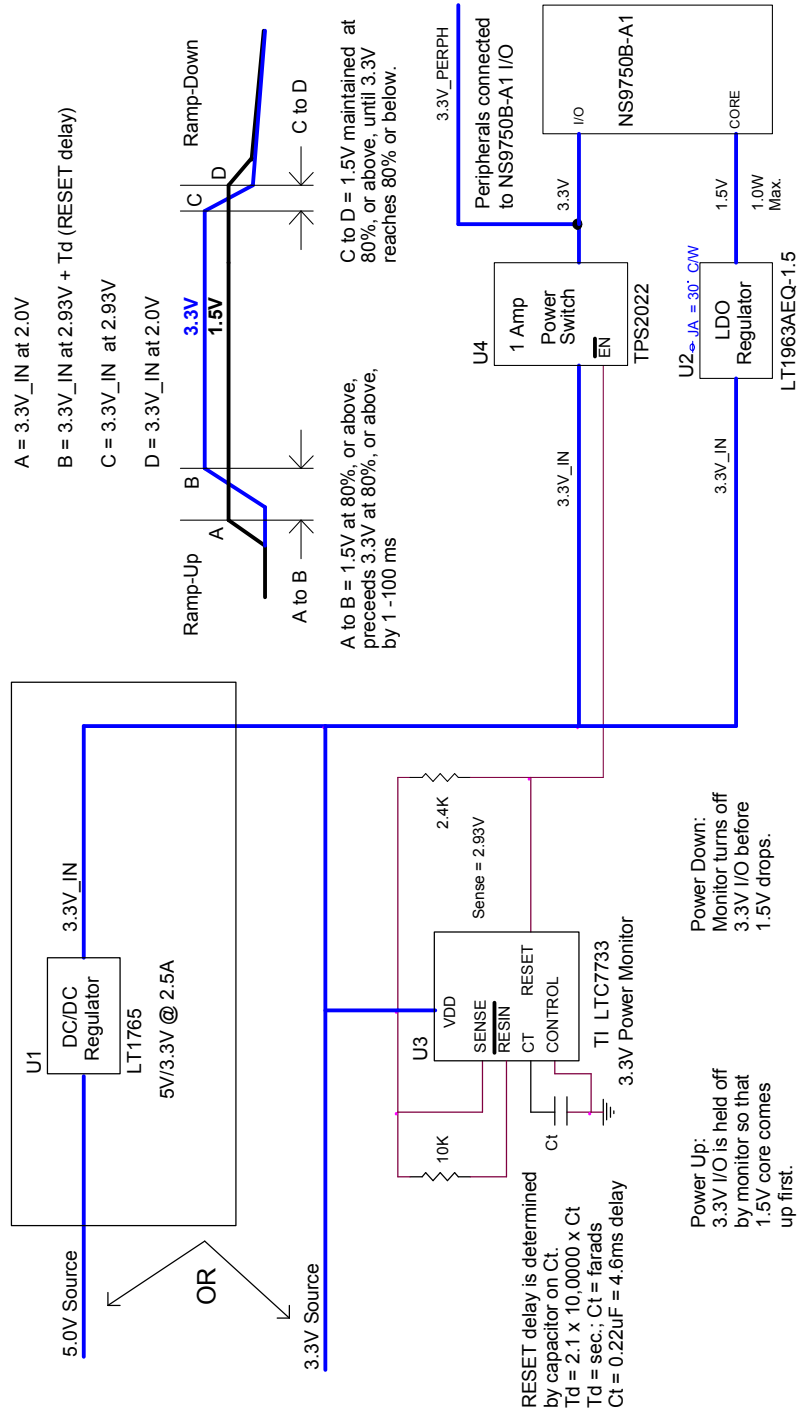 5.0V Source
OR
3.3V Source
U1
DC/DC
Regulator
LT1765
5V/3.3V @ 2.5A
3.3V_IN
A = 3.3V_IN at 2.0V
B = 3.3V_IN at 2.93V + Td (RESET delay)
C = 3.3V_IN at 2.93V
D = 3.3V_IN at 2.0V
Ramp-Up
A
B
3.3V
1.5V
C
D
Ramp-Down
A to B
C to D
A to B = 1.5V at 80%, or above,
preceeds 3.3V at 80%, or above,
by 1 -100 ms
C to D = 1.5V maintained at
80%, or above, until 3.3V
reaches 80% or below.
RESET delay is determined
by capacitor on Ct.
Td = 2.1 x 10,0000 x Ct
Td = sec.; Ct = farads
Ct = 0.22uF = 4.6ms delay
10K
Ct
U3
VDD
SENSE
RESIN
CT
CONTROL
RESET
TI LTC7733
3.3V Power Monitor
Sense = 2.93V
2.4K
3.3V_IN
U4
1 Amp
Power
Switch
EN
TPS2022
3.3V
3.3V_PERPH
Peripherals connected
to NS9750B-A1 I/O
I/O
NS9750B-A1
CORE
3.3V_IN
U2
JA = 30° C/W
LDO
Regulator
LT1963AEQ-1.5
1.5V
1.0W
Max.
Power Up:
3.3V I/O is held off
by monitor so that
1.5V core comes
up first.
Power Down:
Monitor turns off
3.3V I/O before
1.5V drops.